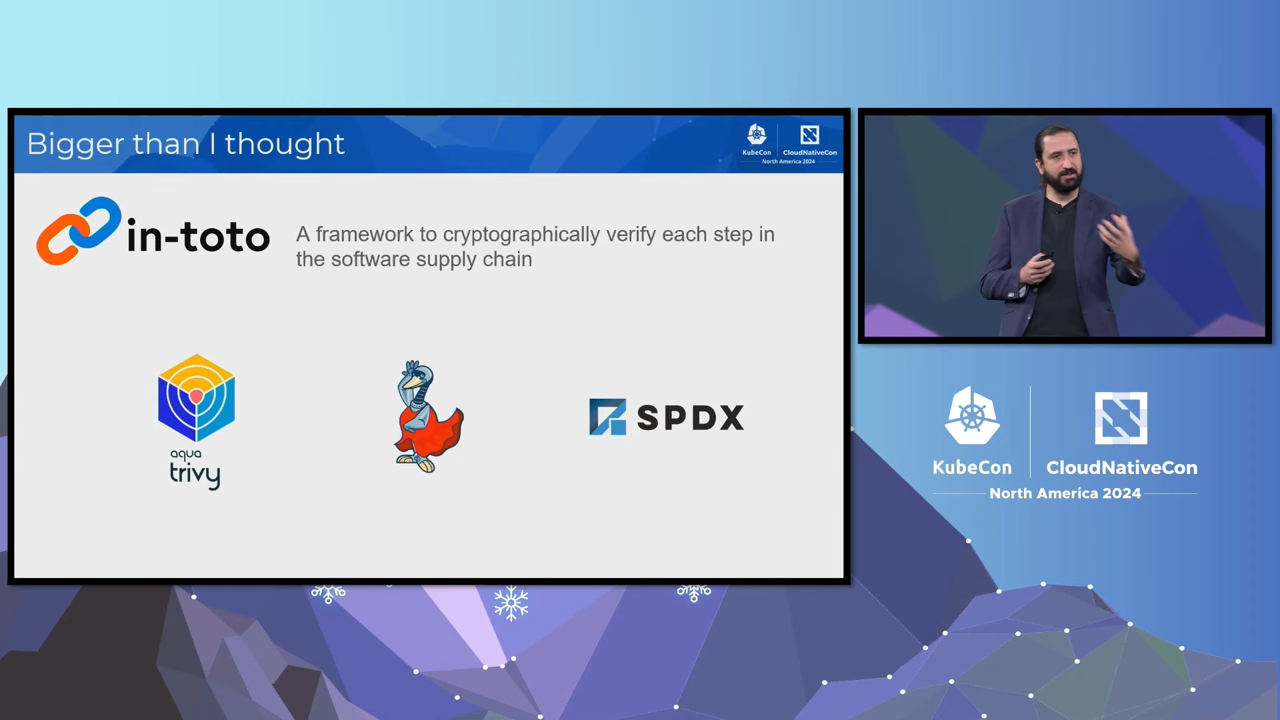 Bigger than I thought
KubeCon
CloudNativeCon
North America 2024
in-toto
A framework to cryptographically verify each step in
the software supply chain
aqua
trivy
SPDX
KubeCon
CloudNativeCon
North America 2024